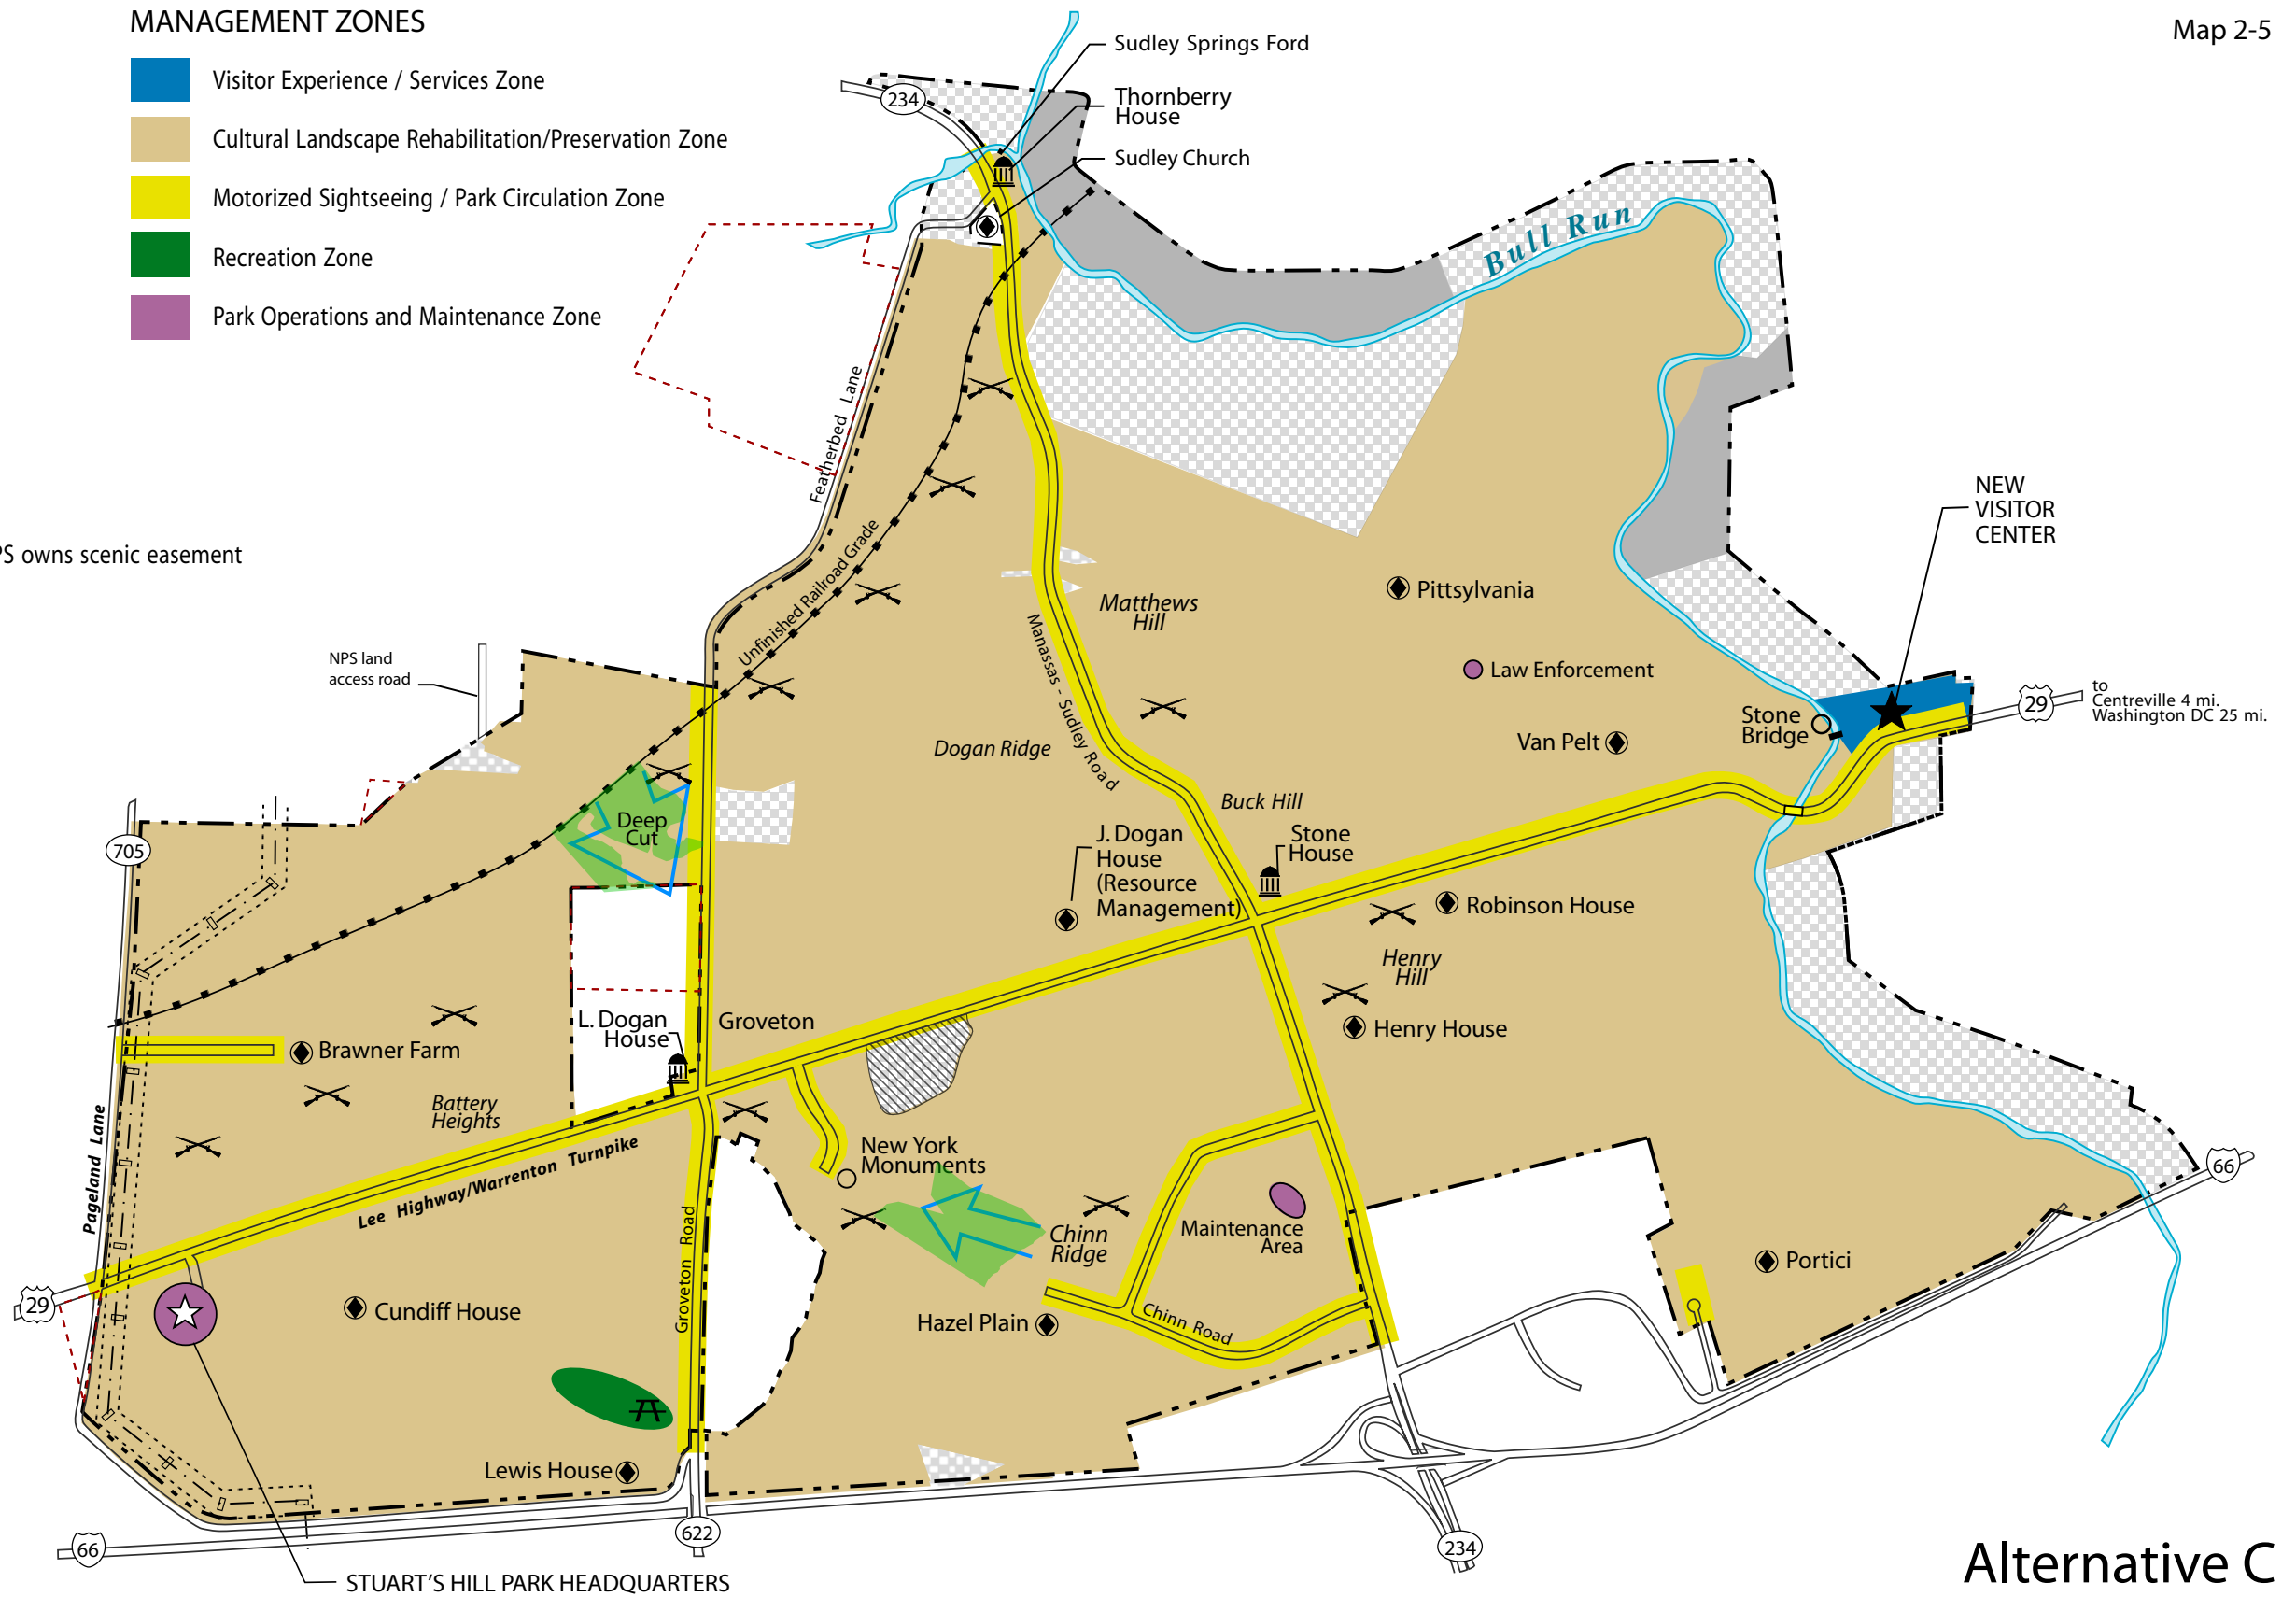 MANAGEMENT ZONES
Map 2-5
Visitor Experience / Services Zone
Cultural Landscape Rehabilitation/Preservation Zone
Motorized Sightseeing / Park Circulation Zone
Recreation Zone
Park Operations and Maintenance Zone
Sudley Springs Ford
234
Thornberry
House
Sudley Church
Bull Run
Featherbed Lane
NEW
VISITOR
CENTER
PS owns scenic easement
Unfinished Railroad Grade
Pittsylvania
Matthews
Hill
Manassas - Sudley Road
NPS land
access road
Law Enforcement
to
Centreville 4 mi.
Washington DC 25 mi.
29
Stone
Bridge
Van Pelt
Dogan Ridge
Buck Hill
Deep
Cut
J. Dogan
House
(Resource
Management)
Stone
House
705
Robinson House
Henry
Hill
L. Dogan
House
Groveton
Henry House
Brawner Farm
Battery
Heights
Pageland Lane
Lee Highway/Warrenton Turnpike
New York
Monuments
66
Groveton Road
Chinn
Ridge
Maintenance
Area
Portici
29
Cundiff House
Hazel Plain
Chinn Road
Lewis House
622
66
234
STUART'S HILL PARK HEADQUARTERS
Alternative C